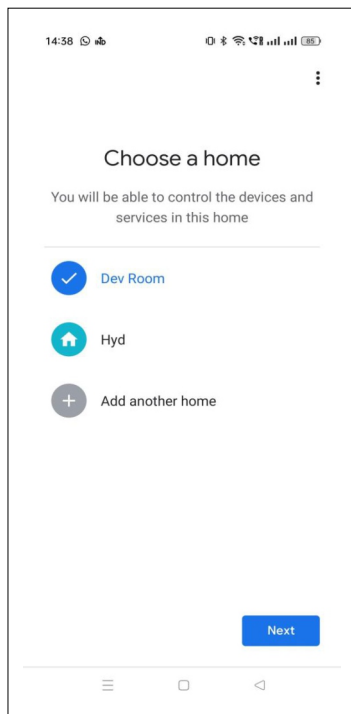 14:38
85
Choose a home
You will be able to control the devices and
services in this home
Dev Room
Hyd
Add another home
Next